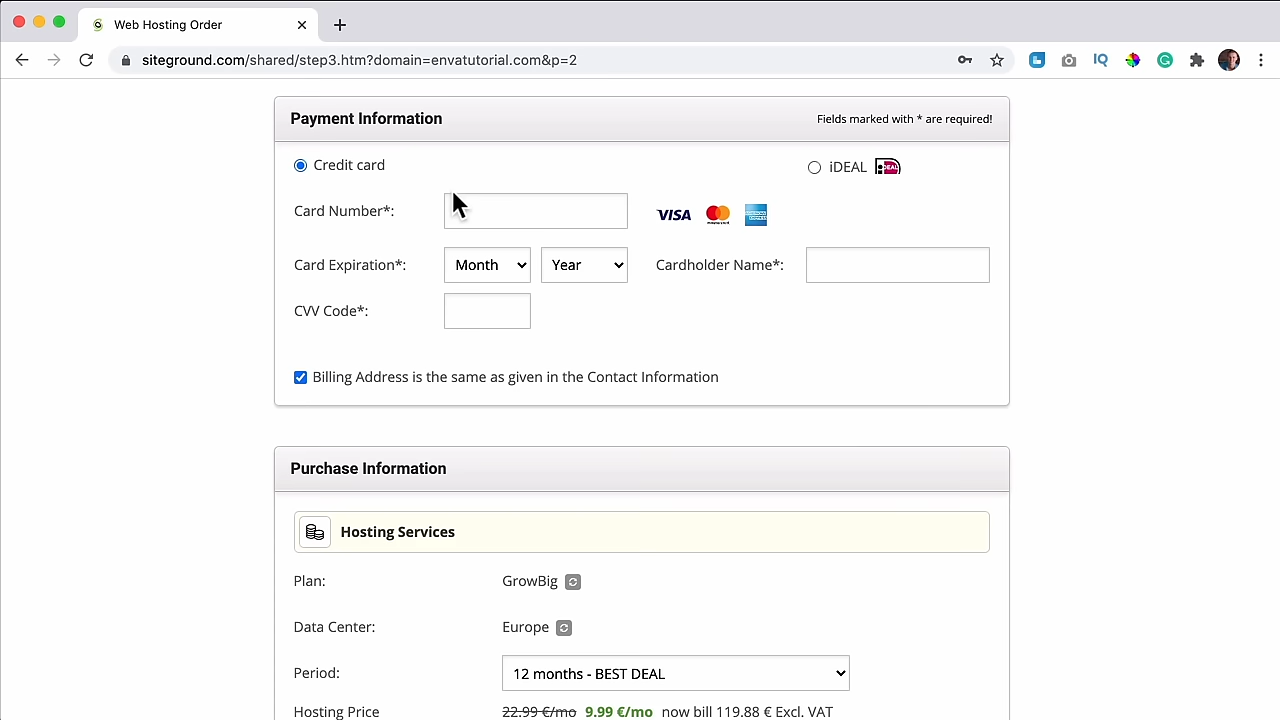 Web Hosting Order
siteground.com/shared/step3.htm?domain=envatutorial.com&p=2
IQ
Payment Information
Fields marked with * are required!
Credit card
iDEAL
Card Number*:
VISA
Card Expiration*:
Month
Year
Cardholder Name*:
CVV Code*:
Billing Address is the same as given in the Contact Information
Purchase Information
Hosting Services
Plan:
GrowBig
Data Center:
Europe
Period:
12 months - BEST DEAL
Hosting Price
22.99 €/mo 9.99 €/mo now bill 119.88 € Excl. VAT